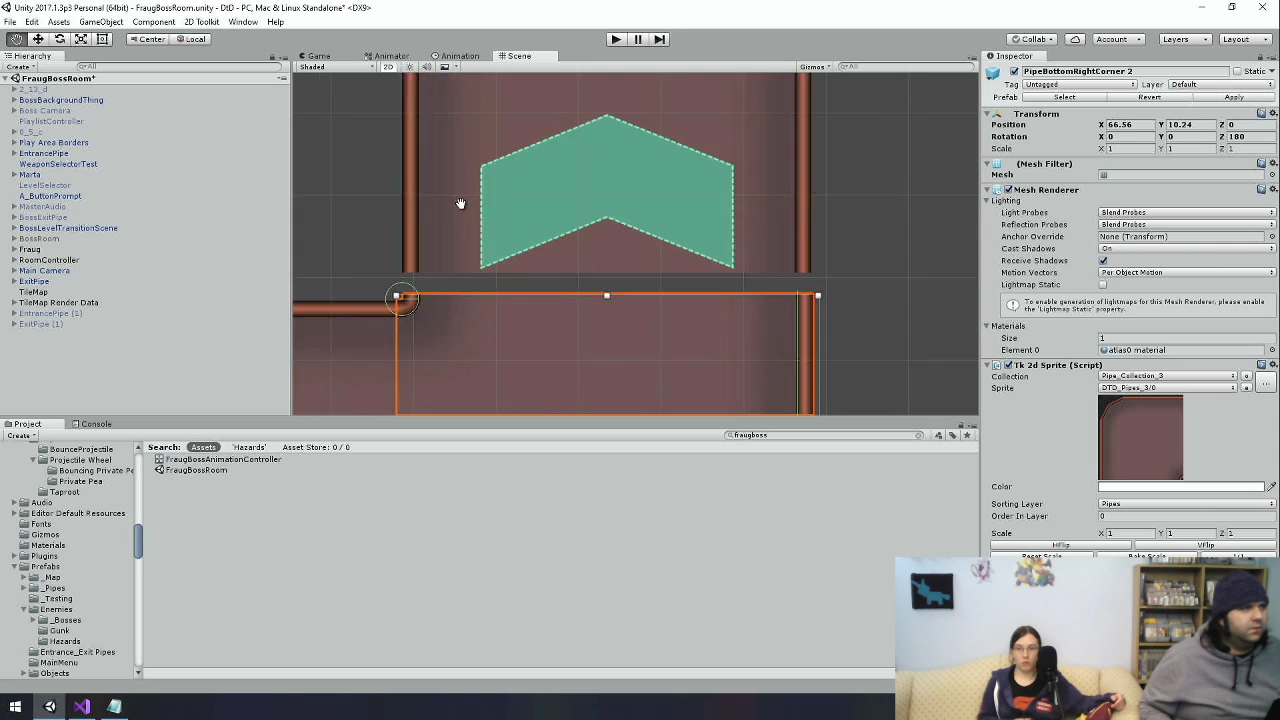 Unity 2017.1.3p3 Personal (64bit) - FraugBossRoom.unity - DtD - PC, Mac & Linux Standalone* <DX9>
File Edit Assets GameObject Component 2D Toolkit Window Help
Center Local Collab Account Layers Layout
Hierarchy Game Animator Animation Scene Inspector
Create All Shaded 2D Gizmos All
PipeBottomRightCorner 2 Static
FraugBossRoom*
Tag Untagged Layer Default
2_13_d
Prefab Select Revert Apply
BossBackgroundThing
Boss Camera
Transform
PlaylistController
Position X 66.56 Y 10.24 Z 0
0_5_c
Rotation X 0 Y 0 Z 180
Play Area Borders
Scale X 1 Y 1 Z 1
EntrancePipe
WeaponSelectorTest
(Mesh Filter)
Marta
Mesh
LevelSelector
Mesh Renderer
A_ButtonPrompt
Lighting
MasterAudio
Light Probes Blend Probes
BossExitPipe
Reflection Probes Blend Probes
BossLevelTransitionScene
Anchor Override None (Transform)
BossRoom
Cast Shadows On
Fraug
Receive Shadows
RoomController
Motion Vectors Per Object Motion
Main Camera
Lightmap Static
ExitPipe
To enable generation of lightmaps for this Mesh Renderer, please enable the 'Lightmap Static' property.
TileMap
TileMap Render Data
EntrancePipe (1)
ExitPipe (1)
Materials
Size 1
Element 0 atlas0 material
Tk 2d Sprite (Script)
Collection Pipe_Collection_3
Sprite DTD_Pipes_3/0
Color
Sorting Layer Pipes
Order In Layer 0
Scale X 1 Y 1 Z 1
HFlip VFlip
Reset Scale Bake Scale 1:1
Project Console
Create fraugboss
Search: Assets 'Hazards' Asset Store: 0 / 0
FraugBossAnimationController
FraugBossRoom
BounceProjectile
Projectile Wheel
Bouncing Private Pe
Private Pea
Taproot
Audio
Editor Default Resources
Fonts
Gizmos
Materials
Plugins
Prefabs
_Map
_Pipes
_Testing
Enemies
_Bosses
Gunk
Hazards
Entrance_Exit Pipes
MainMenu
Objects